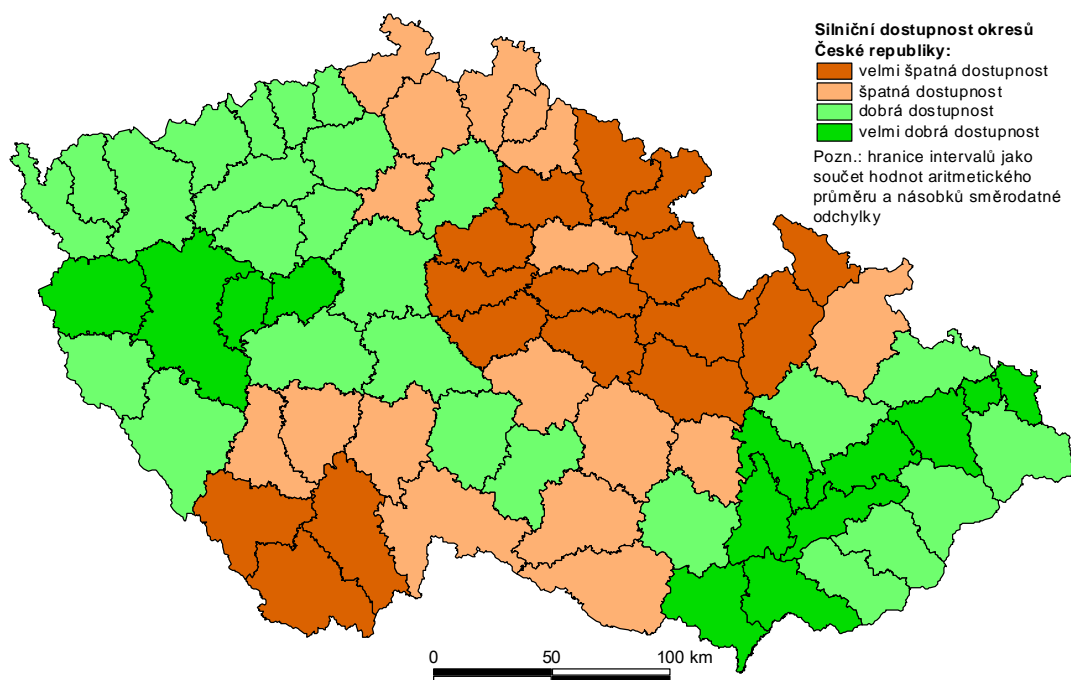 Silniční dostupnost okresů
České republiky:
velmi špatná dostupnost
špatná dostupnost
dobrá dostupnost
velmi dobrá dostupnost
Pozn.: hranice intervalů jako
součet hodnot aritmetického
průměru a násobků směrodatné
odchylky
0 50 100 km